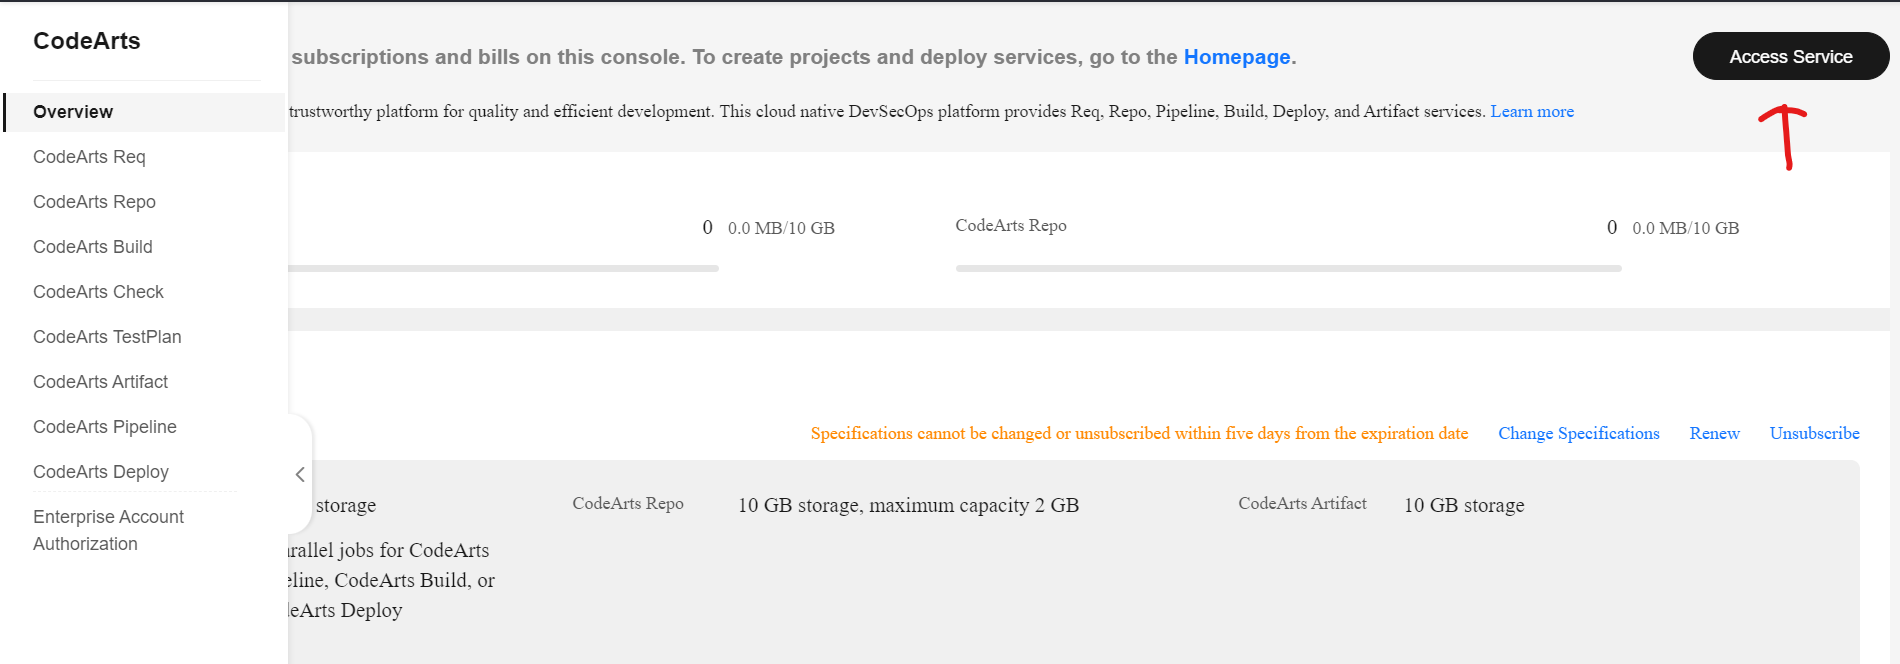 CodeArts
Overview
CodeArts Req
CodeArts Repo
CodeArts Build
CodeArts Check
CodeArts TestPlan
CodeArts Artifact
CodeArts Pipeline
CodeArts Deploy
Enterprise Account
Authorization
subscriptions and bills on this console. To create projects and deploy services, go to the Homepage.
Access Service
trustworthy platform for quality and efficient development. This cloud native DevSecOps platform provides Req, Repo, Pipeline, Build, Deploy, and Artifact services. Learn more
0 0.0 MB/10 GB
CodeArts Repo
0 0.0 MB/10 GB
Specifications cannot be changed or unsubscribed within five days from the expiration date
Change Specifications Renew Unsubscribe
storage
CodeArts Repo 10 GB storage, maximum capacity 2 GB
CodeArts Artifact 10 GB storage
rallel jobs for CodeArts
eline, CodeArts Build, or
eArts Deploy